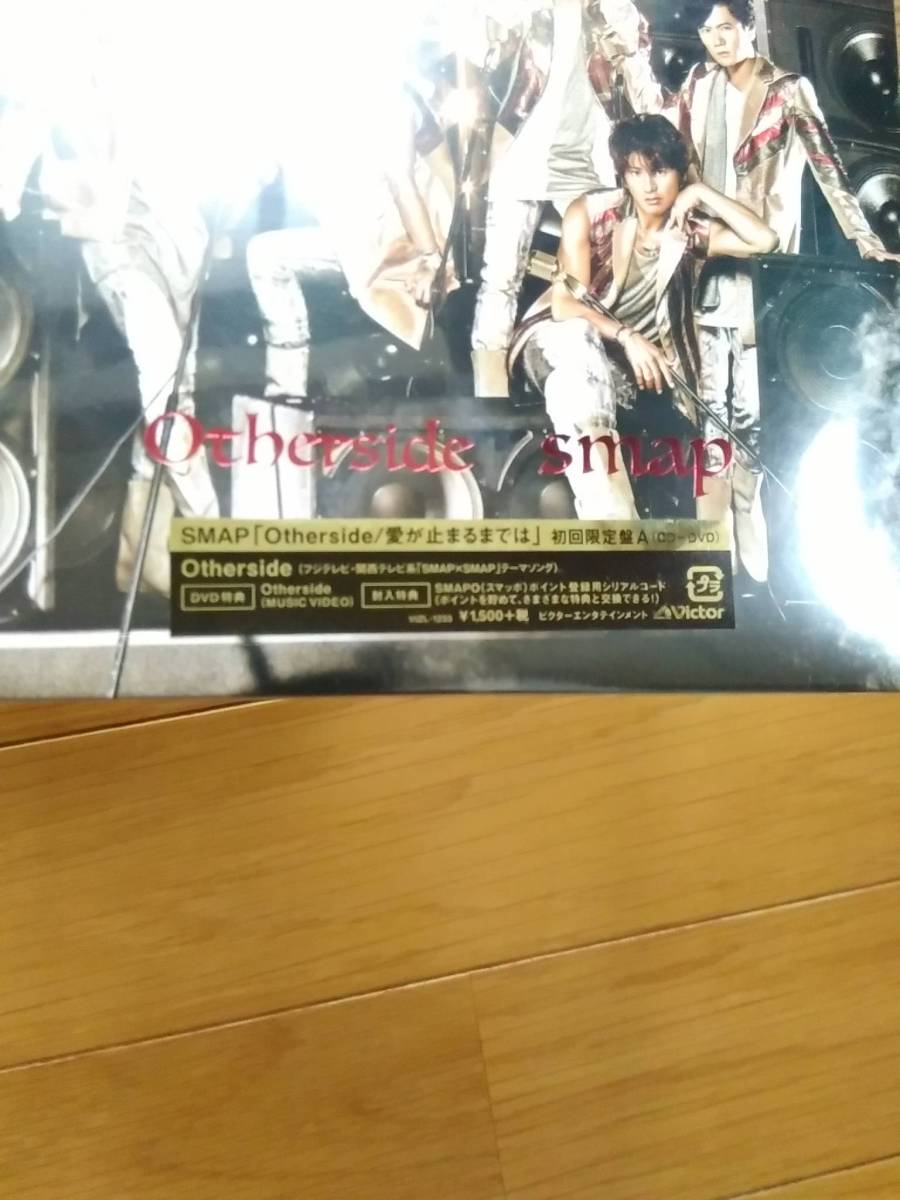 Otherside / smap
SMAP「Otherside/愛が止まるまでは」 初回限定盤A(CD+DVD)
Otherside (フジテレビ・関西テレビ系「SMAP×SMAP」テーマソング)
DVD特典 Otherside (MUSIC VIDEO) 封入特典 SMAPO(スマッポ)ポイント登録用シリアルコード (ポイントを貯めて、さまざまな特典と交換できる!)
¥1,500+税 ビクターエンタテインメント Victor
プラ